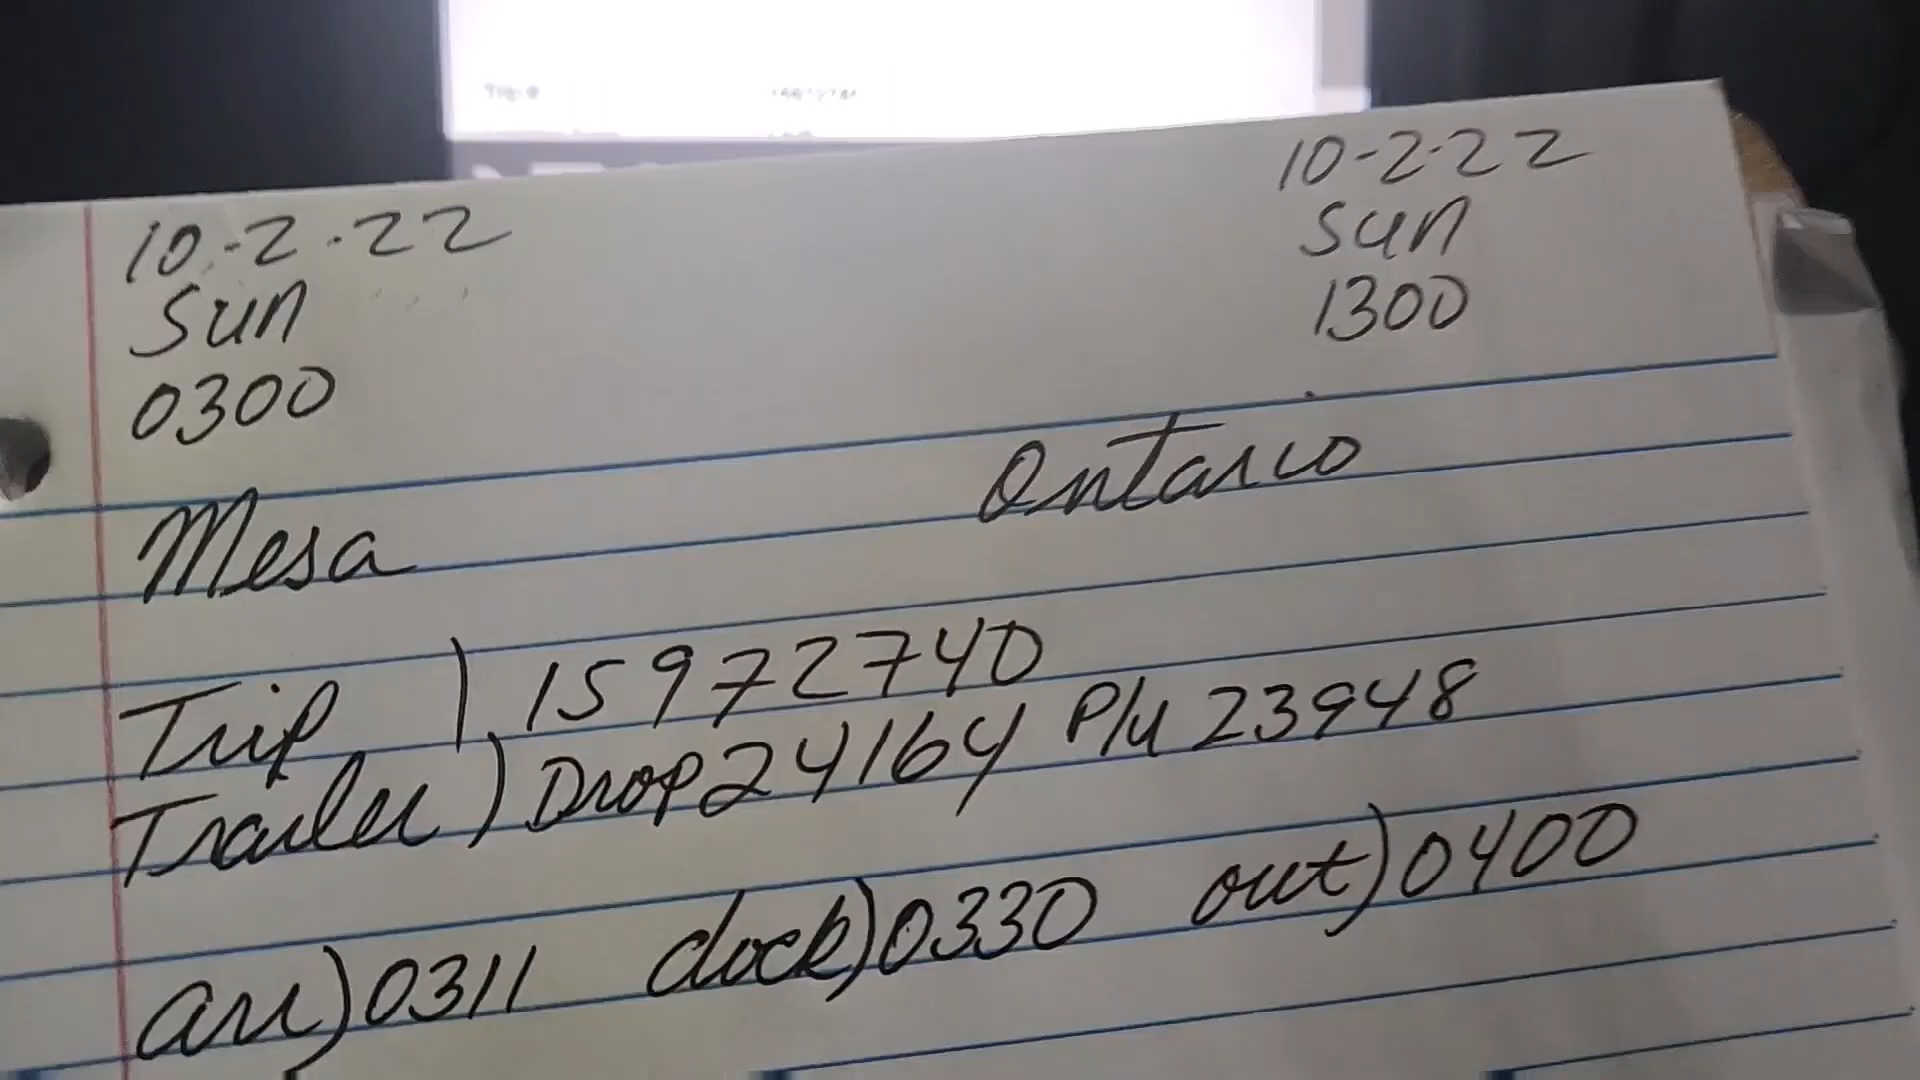 10-2-22
Sun
0300
10-2-22
Sun
1300
Mesa
Ontario
Trip) 15972740
Trailer) Drop 24164 P/u 23948
arr) 0311 dock) 0330 out) 0400